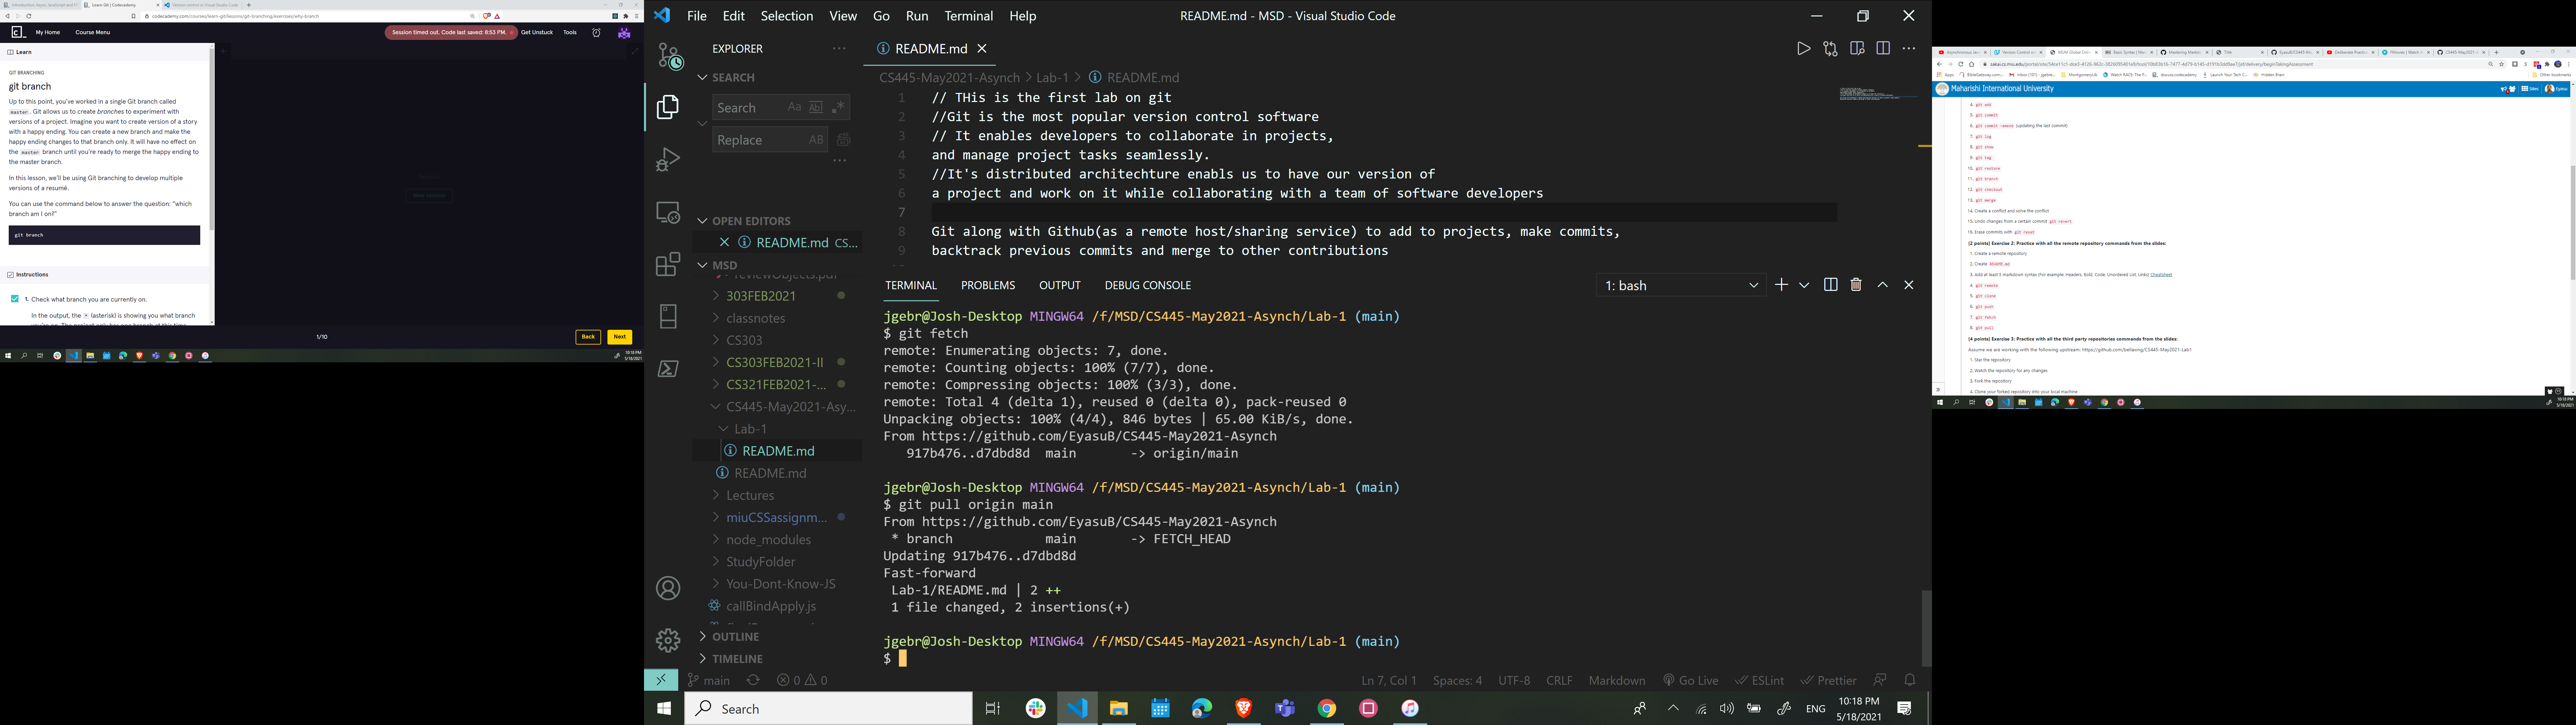 Learn Git | Codecademy
codecademy.com/courses/learn-git/lessons/git-branching/exercises/why-branch
My Home
Course Menu
Session timed out. Code last saved: 8:53 PM.
Get Unstuck
Tools
Learn
GIT BRANCHING
git branch
Up to this point, you've worked in a single Git branch called
master. Git allows us to create branches to experiment with
versions of a project. Imagine you want to create version of a story
with a happy ending. You can create a new branch and make the
happy ending changes to that branch only. It will have no effect on
the master branch until you're ready to merge the happy ending to
the master branch.
In this lesson, we'll be using Git branching to develop multiple
versions of a resumé.
You can use the command below to answer the question: "which
branch am I on?"
git branch
Instructions
1. Check what branch you are currently on.
In the output, the * (asterisk) is showing you what branch
1/10
Back
Next
10:18 PM
5/18/2021
File Edit Selection View Go Run Terminal Help
README.md - MSD - Visual Studio Code
EXPLORER
SEARCH
Search
Aa Abl .*
Replace
AB
OPEN EDITORS
README.md CS...
MSD
reviewObjects.pdf
303FEB2021
classnotes
CS303
CS303FEB2021-II
CS321FEB2021-...
CS445-May2021-Asy...
Lab-1
README.md
README.md
Lectures
miuCSSassignm...
node_modules
StudyFolder
You-Dont-Know-JS
callBindApply.js
OUTLINE
TIMELINE
README.md
CS445-May2021-Asynch > Lab-1 > README.md
1 // THis is the first lab on git
2 //Git is the most popular version control software
3 // It enables developers to collaborate in projects,
4 and manage project tasks seamlessly.
5 //It's distributed architechture enabls us to have our version of
6 a project and work on it while collaborating with a team of software developers
7
8 Git along with Github(as a remote host/sharing service) to add to projects, make commits,
9 backtrack previous commits and merge to other contributions
TERMINAL PROBLEMS OUTPUT DEBUG CONSOLE
1: bash
jgebr@Josh-Desktop MINGW64 /f/MSD/CS445-May2021-Asynch/Lab-1 (main)
$ git fetch
remote: Enumerating objects: 7, done.
remote: Counting objects: 100% (7/7), done.
remote: Compressing objects: 100% (3/3), done.
remote: Total 4 (delta 1), reused 0 (delta 0), pack-reused 0
Unpacking objects: 100% (4/4), 846 bytes | 65.00 KiB/s, done.
From https://github.com/EyasuB/CS445-May2021-Asynch
917b476..d7dbd8d main -> origin/main
jgebr@Josh-Desktop MINGW64 /f/MSD/CS445-May2021-Asynch/Lab-1 (main)
$ git pull origin main
From https://github.com/EyasuB/CS445-May2021-Asynch
* branch main -> FETCH_HEAD
Updating 917b476..d7dbd8d
Fast-forward
Lab-1/README.md | 2 ++
1 file changed, 2 insertions(+)
jgebr@Josh-Desktop MINGW64 /f/MSD/CS445-May2021-Asynch/Lab-1 (main)
$
main
0 0
Ln 7, Col 1 Spaces: 4 UTF-8 CRLF Markdown Go Live ESLint Prettier
Search
ENG
10:18 PM
5/18/2021
Maharishi International University
4. git add
5. git commit
6. git commit --amend (updating the last commit)
7. git log
8. git show
9. git tag
10. git restore
11. git branch
12. git checkout
13. git merge
14. Create a conflict and solve the conflict
15. Undo changes from a certain commit git revert
16. Erase commits with git reset
[2 points] Exercise 2: Practice with all the remote repository commands from the slides:
1. Create a remote repository
2. Create README.md
3. Add at least 5 markdown syntax (For example: Headers, Bold, Code, Unordered List, Links) Cheatsheet
4. git remote
5. git clone
6. git push
7. git fetch
8. git pull
[4 points] Exercise 3: Practice with all the third party repositories commands from the slides:
Assume we are working with the following upstream: https://github.com/bellaxing/CS445-May2021-Lab1
1. Star the repository
2. Watch the repository for any changes
3. Fork the repository
4. Clone your forked repository into your local machine
10:18 PM
5/18/2021